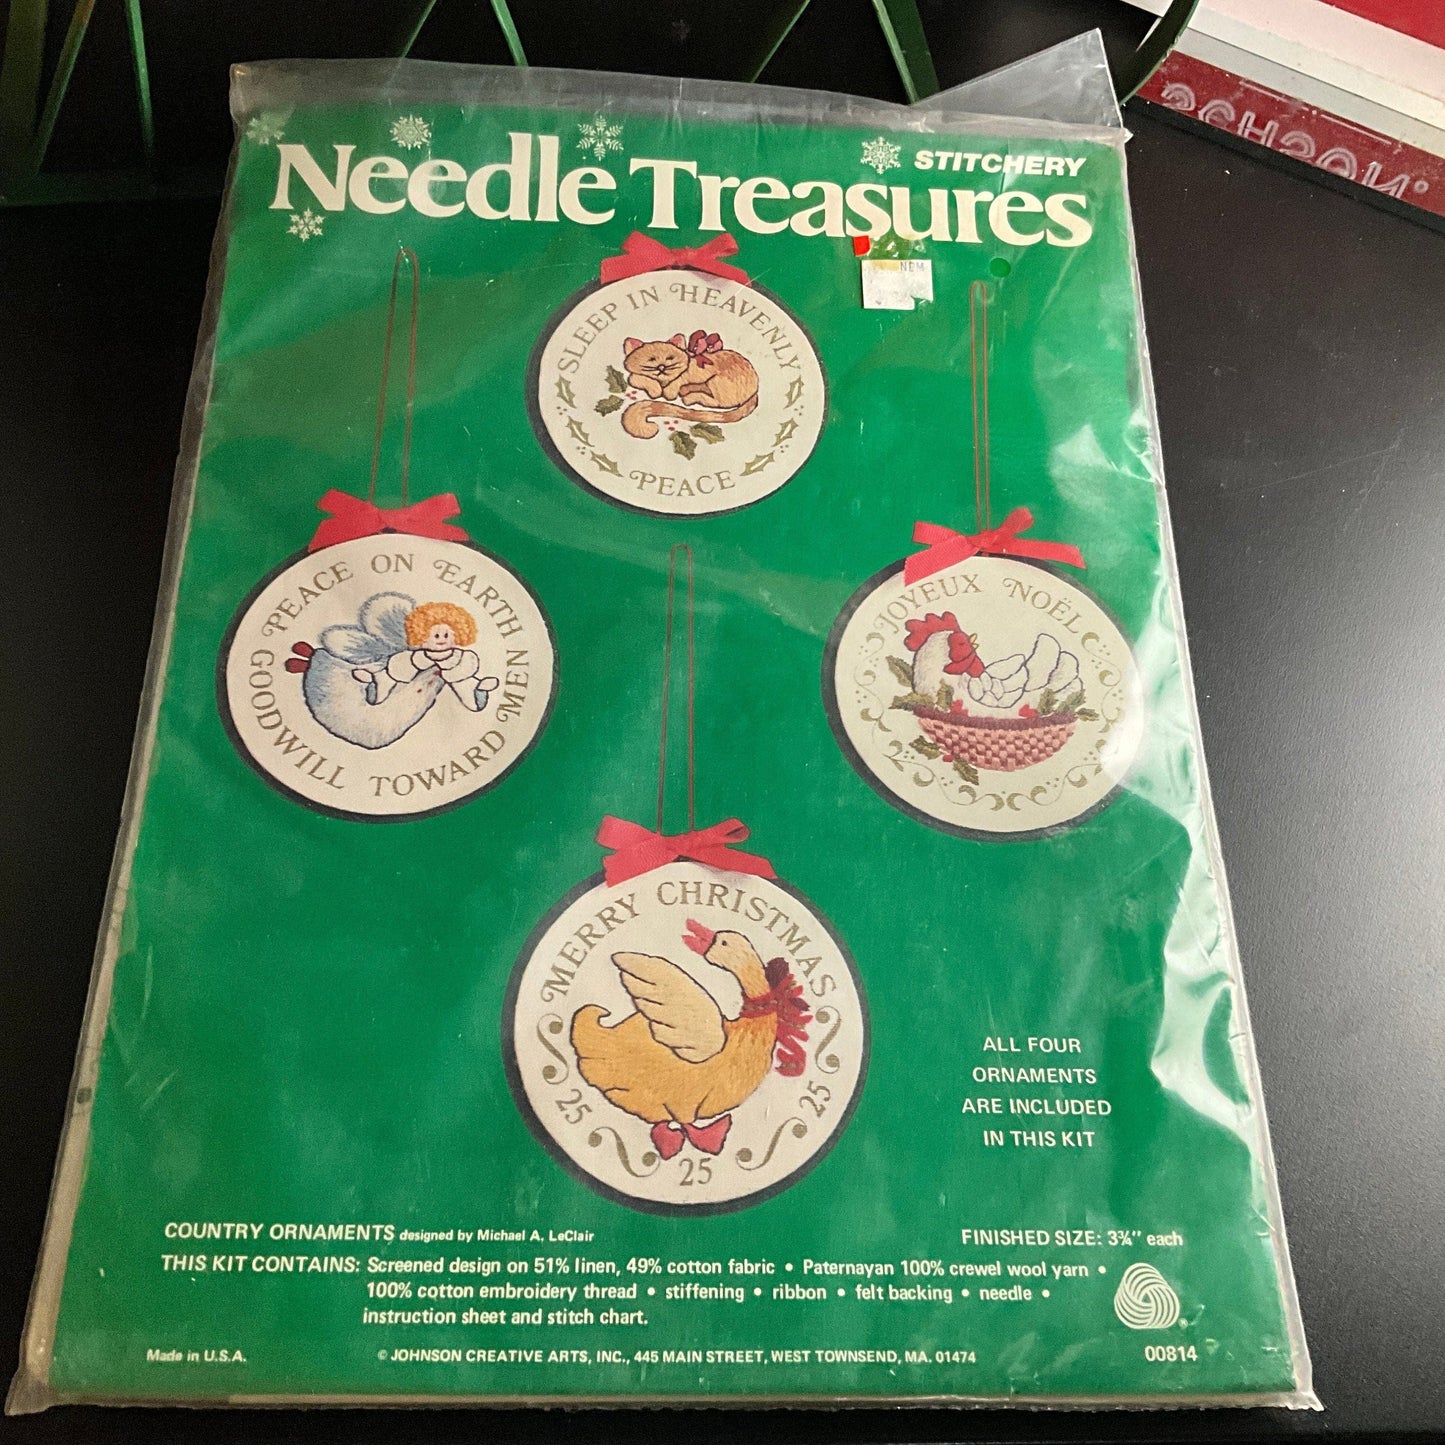 STITCHERY
Needle Treasures
NEM
SLEEP IN HEAVENLY
PEACE
PEACE ON EARTH
GOODWILL TOWARD MEN
JOYEUX NOËL
MERRY CHRISTMAS
25 25 25
ALL FOUR
ORNAMENTS
ARE INCLUDED
IN THIS KIT
COUNTRY ORNAMENTS designed by Michael A. LeClair
FINISHED SIZE: 3¾" each
THIS KIT CONTAINS: Screened design on 51% linen, 49% cotton fabric • Paternayan 100% crewel wool yarn •
100% cotton embroidery thread • stiffening • ribbon • felt backing • needle •
instruction sheet and stitch chart.
Made in U.S.A.
© JOHNSON CREATIVE ARTS, INC., 445 MAIN STREET, WEST TOWNSEND, MA. 01474
00814